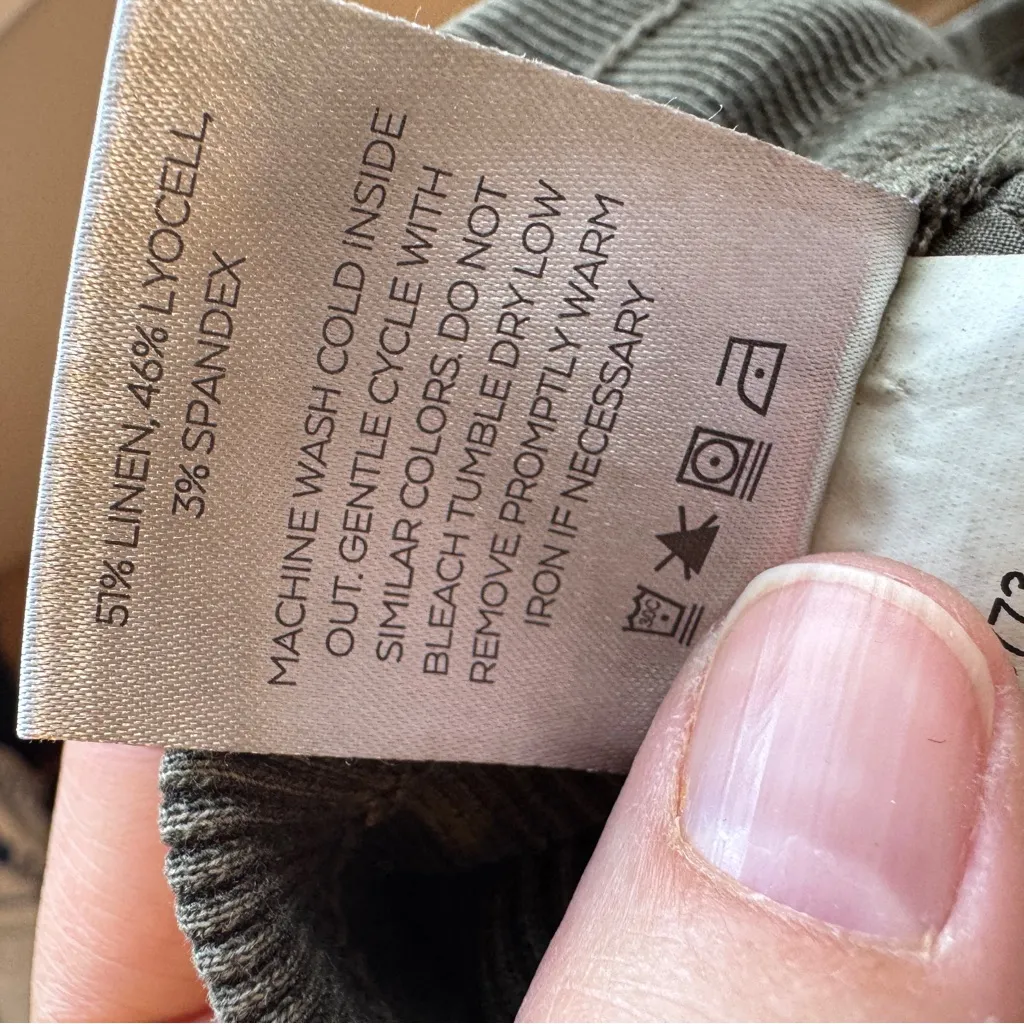 51% LINEN, 46% LYOCELL,
3% SPANDEX
MACHINE WASH COLD INSIDE
OUT. GENTLE CYCLE WITH
SIMILAR COLORS. DO NOT
BLEACH TUMBLE DRY LOW
REMOVE PROMPTLY WARM
IRON IF NECESSARY
30C